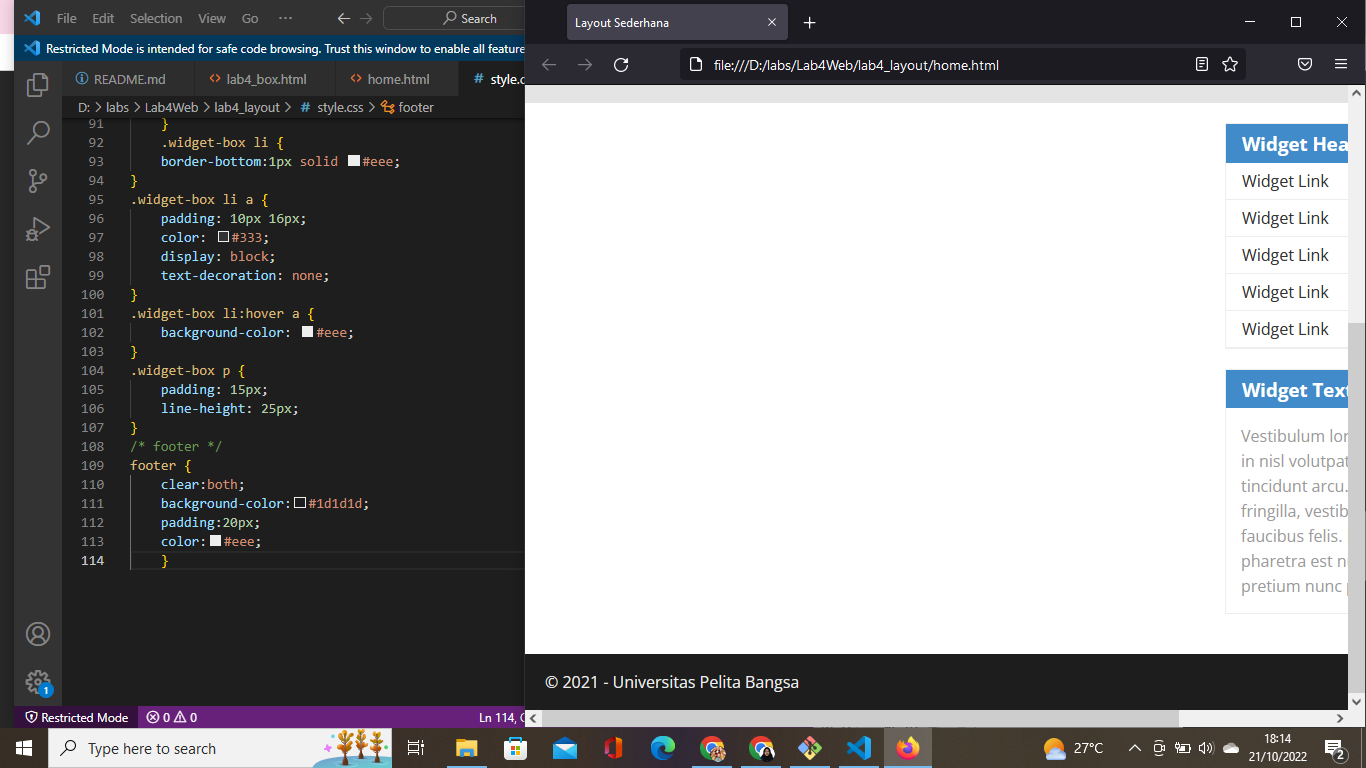 File Edit Selection View Go ··· Search
Restricted Mode is intended for safe code browsing. Trust this window to enable all feature
README.md lab4_box.html home.html # style.c
D: > labs > Lab4Web > lab4_layout > # style.css > footer
91 }
92 .widget-box li {
93 border-bottom:1px solid #eee;
94 }
95 .widget-box li a {
96 padding: 10px 16px;
97 color: #333;
98 display: block;
99 text-decoration: none;
100 }
101 .widget-box li:hover a {
102 background-color: #eee;
103 }
104 .widget-box p {
105 padding: 15px;
106 line-height: 25px;
107 }
108 /* footer */
109 footer {
110 clear:both;
111 background-color:#1d1d1d;
112 padding:20px;
113 color:#eee;
114 }
1
Restricted Mode 0 0 Ln 114, C
Layout Sederhana
file:///D:/labs/Lab4Web/lab4_layout/home.html
Widget Hea
Widget Link
Widget Link
Widget Link
Widget Link
Widget Link
Widget Text
Vestibulum lor
in nisl volutpat
tincidunt arcu.
fringilla, vestib
faucibus felis.
pharetra est n
pretium nunc p
© 2021 - Universitas Pelita Bangsa
Type here to search
27°C
18:14
21/10/2022
2